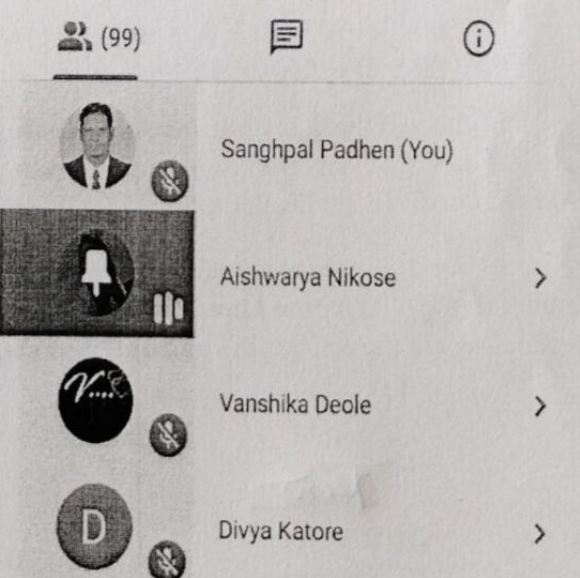 (99)
Sanghpal Padhen (You)
Aishwarya Nikose
V....
Vanshika Deole
D
Divya Katore